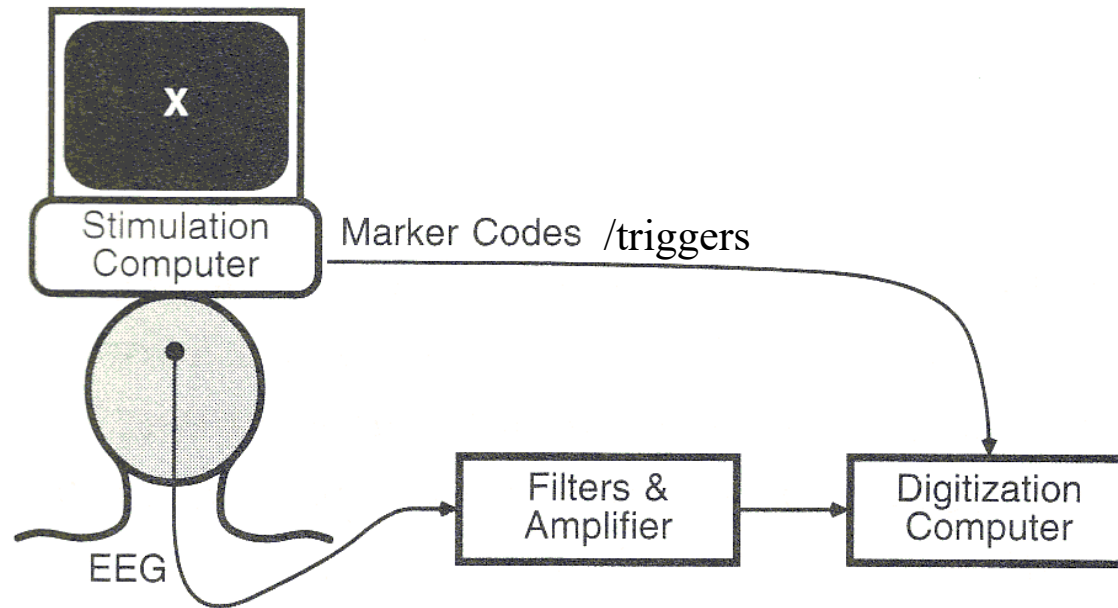 X
Stimulation
Computer
Marker Codes /triggers
EEG
Filters &
Amplifier
Digitization
Computer